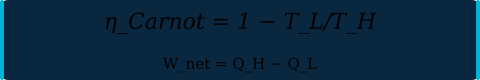 η_Carnot = 1 − T_L/T_H
W_net = Q_H − Q_L